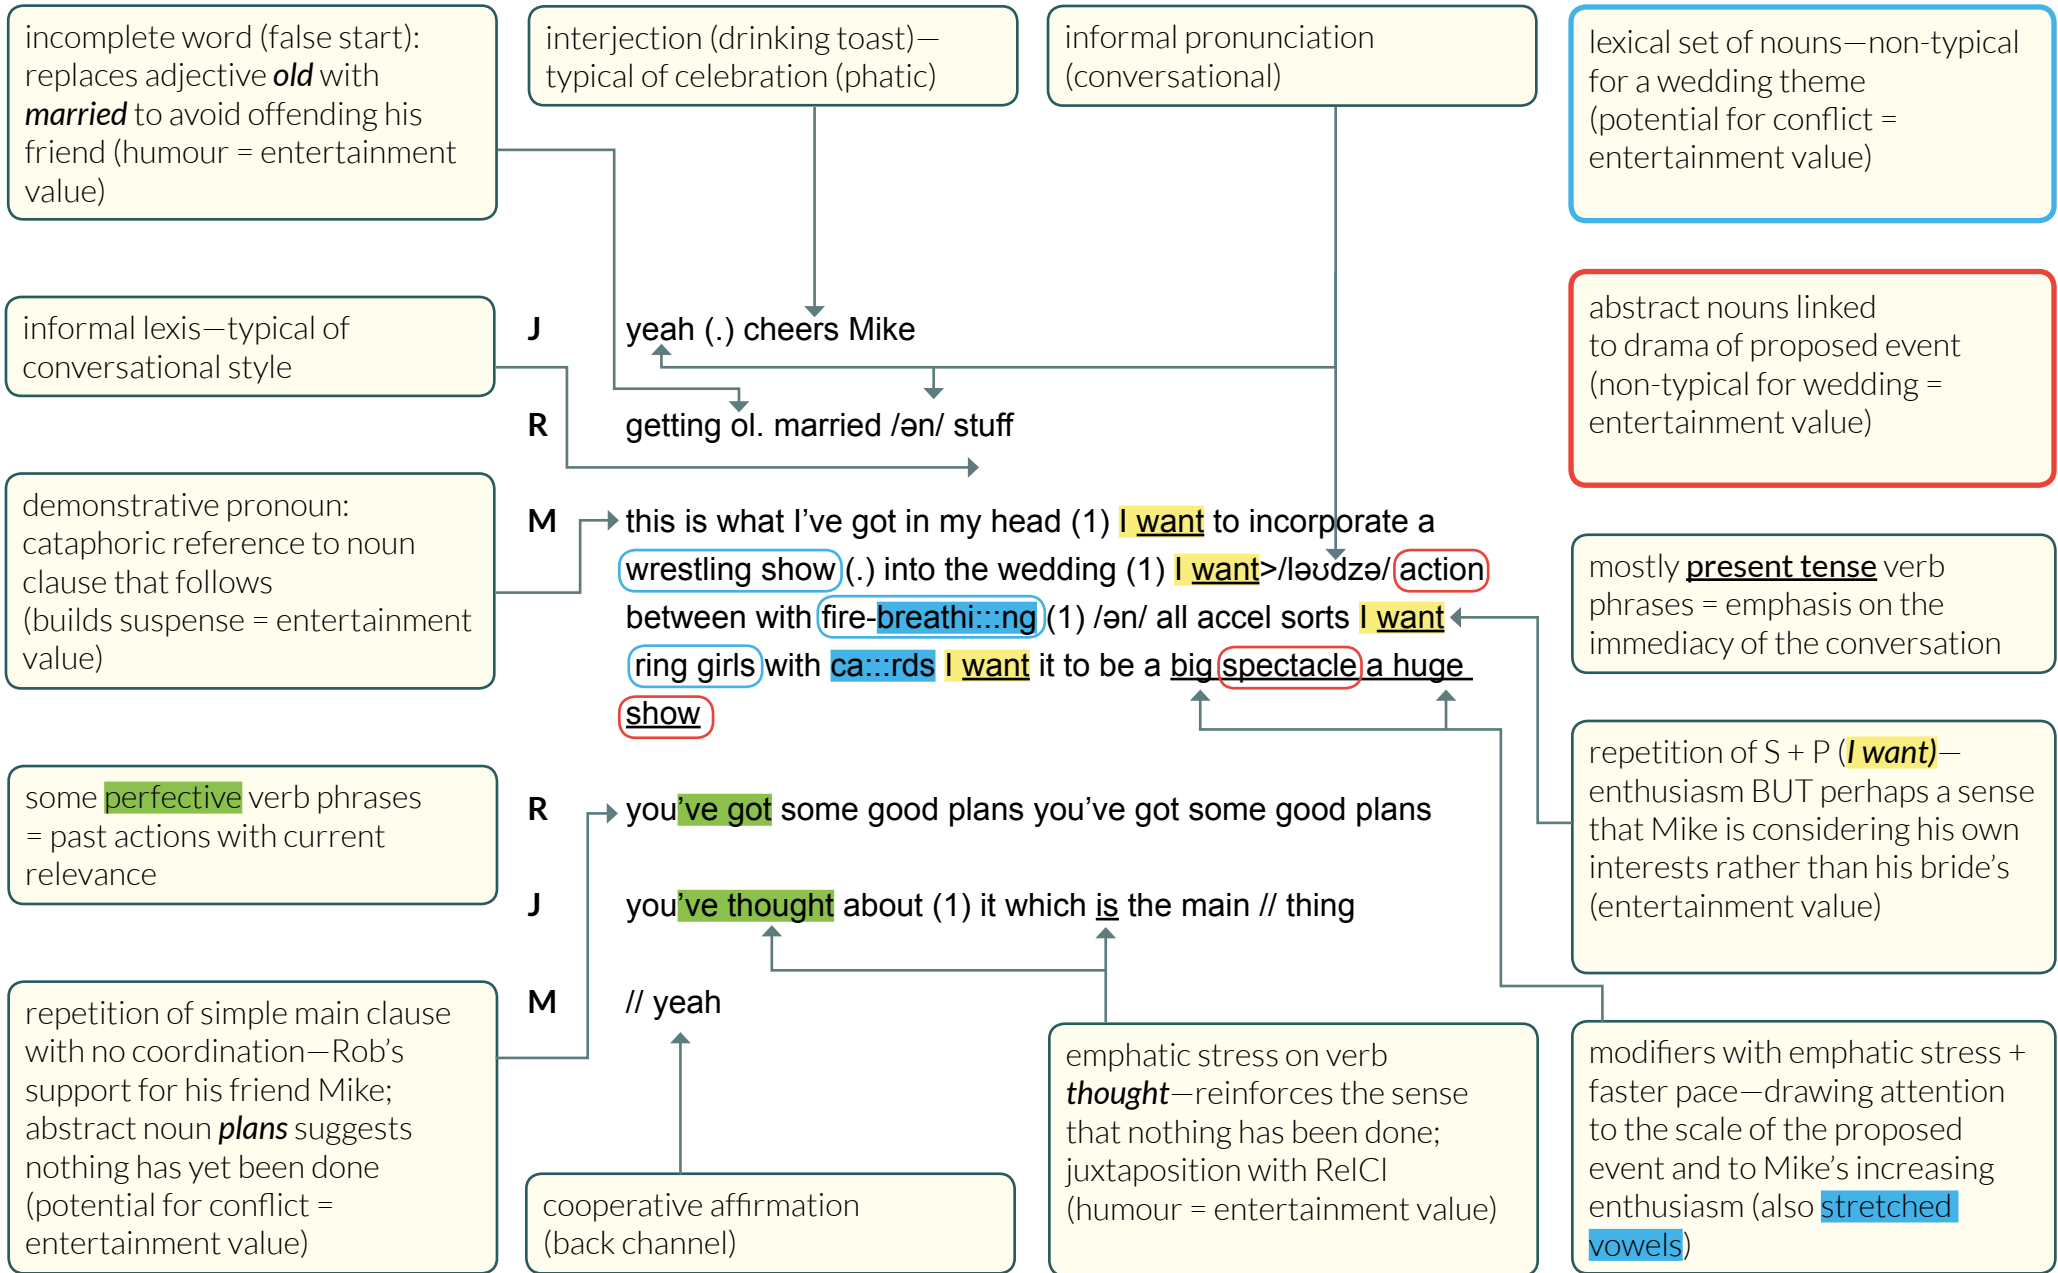 incomplete word (false start):
replaces adjective old with
married to avoid offending his
friend (humour = entertainment
value)
interjection (drinking toast)—
typical of celebration (phatic)
informal pronunciation
(conversational)
lexical set of nouns—non-typical
for a wedding theme
(potential for conflict =
entertainment value)
informal lexis—typical of
conversational style
abstract nouns linked
to drama of proposed event
(non-typical for wedding =
entertainment value)
J yeah (.) cheers Mike
R getting ol. married /ən/ stuff
demonstrative pronoun:
cataphoric reference to noun
clause that follows
(builds suspense = entertainment
value)
M this is what I've got in my head (1) I want to incorporate a
wrestling show (.) into the wedding (1) I want>/ləʊdzə/ action
between with fire-breathi:::ng (1) /ən/ all accel sorts I want
ring girls with ca:::rds I want it to be a big spectacle a huge
show
mostly present tense verb
phrases = emphasis on the
immediacy of the conversation
repetition of S + P (I want)—
enthusiasm BUT perhaps a sense
that Mike is considering his own
interests rather than his bride's
(entertainment value)
some perfective verb phrases
= past actions with current
relevance
R you've got some good plans you've got some good plans
J you've thought about (1) it which is the main // thing
M // yeah
repetition of simple main clause
with no coordination—Rob's
support for his friend Mike;
abstract noun plans suggests
nothing has yet been done
(potential for conflict =
entertainment value)
cooperative affirmation
(back channel)
emphatic stress on verb
thought—reinforces the sense
that nothing has been done;
juxtaposition with RelCl
(humour = entertainment value)
modifiers with emphatic stress +
faster pace—drawing attention
to the scale of the proposed
event and to Mike's increasing
enthusiasm (also stretched
vowels)